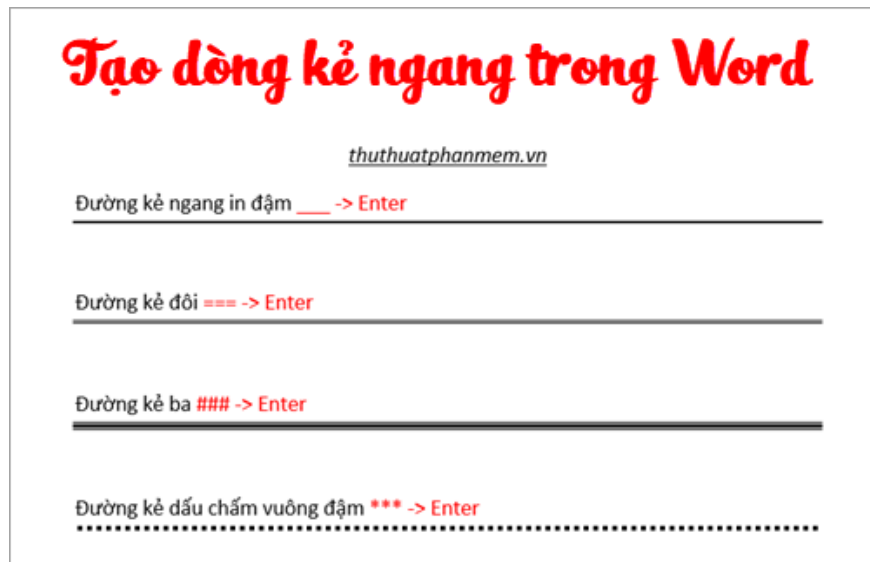 Tạo dòng kẻ ngang trong Word
thuthuatphanmem.vn
Đường kẻ ngang in đậm ___ -> Enter
Đường kẻ đôi === -> Enter
Đường kẻ ba ### -> Enter
Đường kẻ dấu chấm vuông đậm *** -> Enter